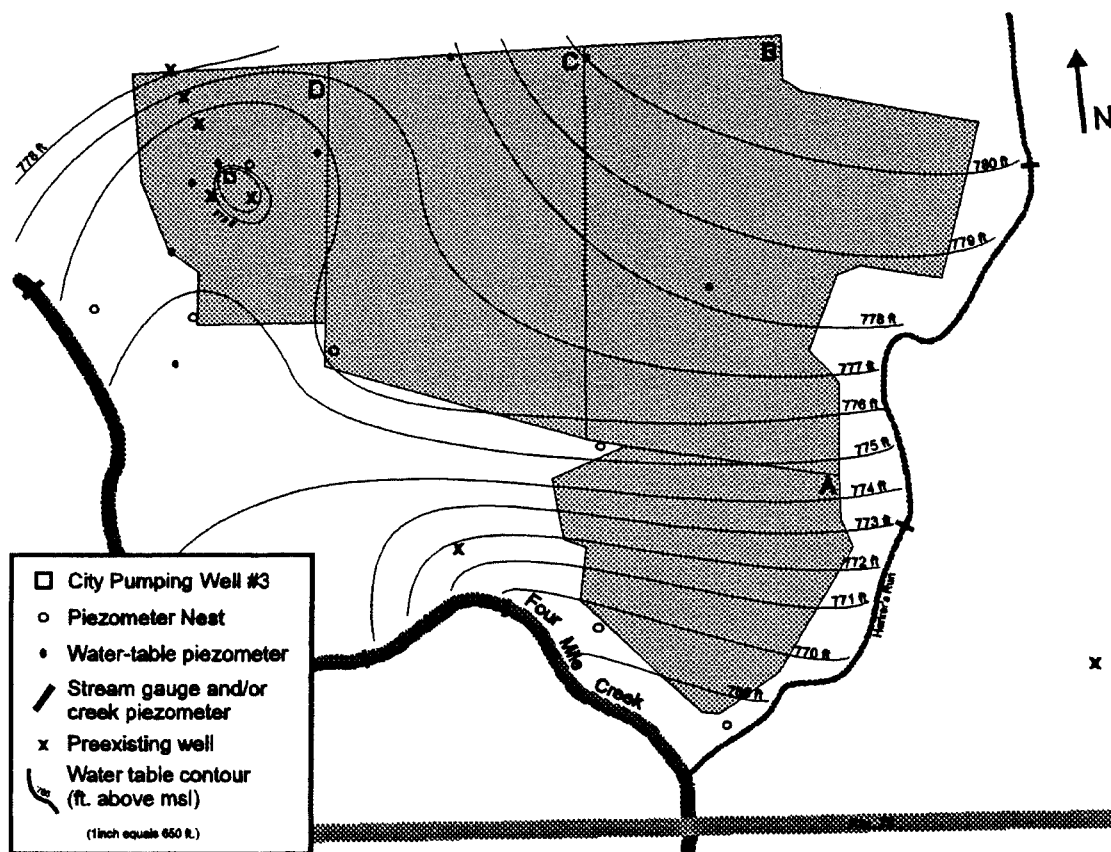 C
B
D
N
778 ft
780 ft
779 ft
778 ft
777 ft
776 ft
775 ft
A
774 ft
773 ft
772 ft
771 ft
770 ft
Four Mile Creek
City Pumping Well #3
Piezometer Nest
Water-table piezometer
Stream gauge and/or
creek piezometer
Preexisting well
Water table contour
(ft. above msl)
(1inch equals 650 ft.)